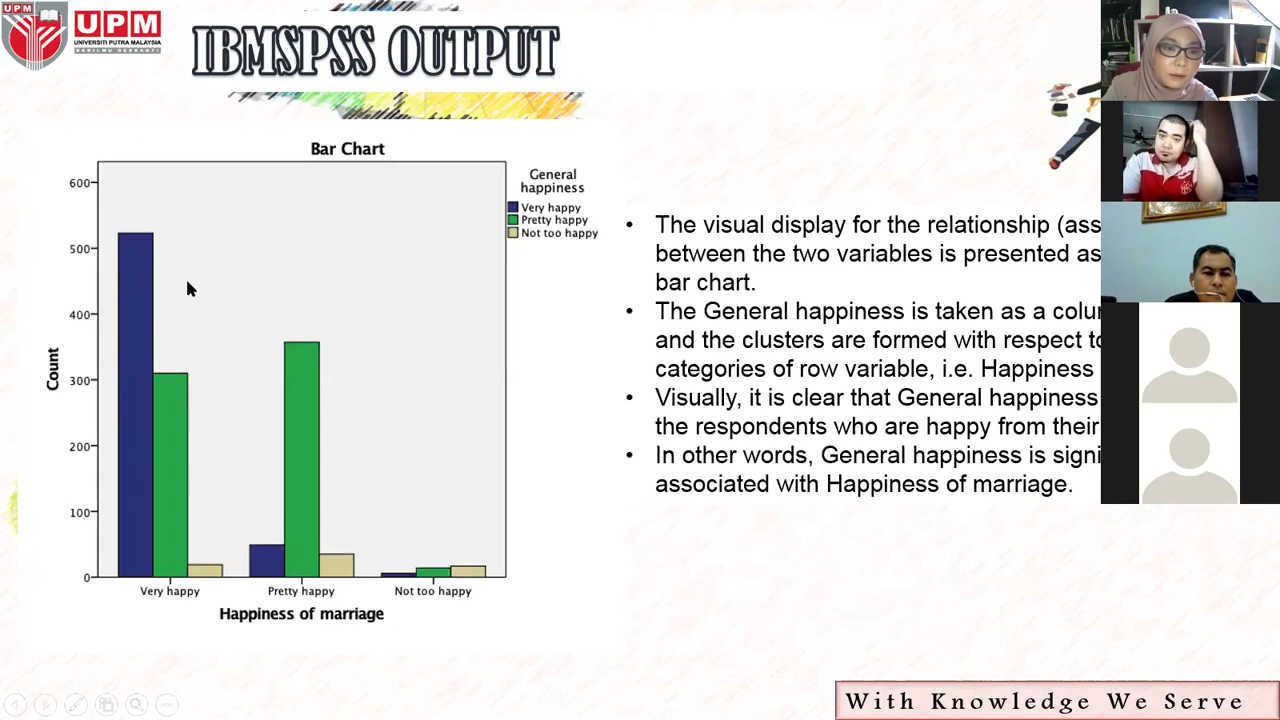 UPM
UPM
UNIVERSITI PUTRA MALAYSIA
BERILMU BERBAKTI
IBMSPSS OUTPUT
Bar Chart
General
happiness
Very happy
Pretty happy
Not too happy
600
500
400
300
200
100
0
Count
Very happy
Pretty happy
Not too happy
Happiness of marriage
• The visual display for the relationship (ass
between the two variables is presented as
bar chart.
• The General happiness is taken as a colu
and the clusters are formed with respect to
categories of row variable, i.e. Happiness
• Visually, it is clear that General happiness
the respondents who are happy from their
• In other words, General happiness is signi
associated with Happiness of marriage.
With Knowledge We Serve